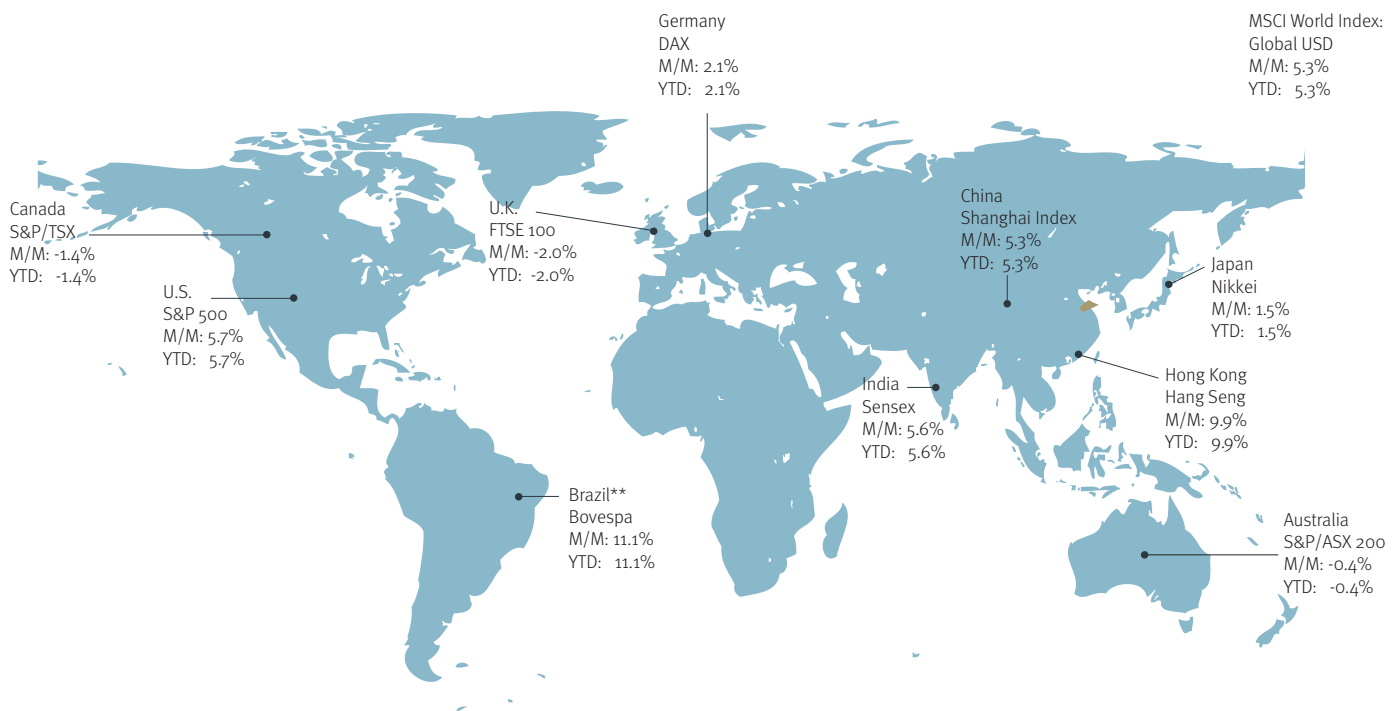 Germany
DAX
M/M: 2.1%
YTD: 2.1%
MSCI World Index:
Global USD
M/M: 5.3%
YTD: 5.3%
Canada
S&P/TSX
M/M: -1.4%
YTD: -1.4%
U.S.
S&P 500
M/M: 5.7%
YTD: 5.7%
U.K.
FTSE 100
M/M: -2.0%
YTD: -2.0%
China
Shanghai Index
M/M: 5.3%
YTD: 5.3%
Japan
Nikkei
M/M: 1.5%
YTD: 1.5%
Hong Kong
Hang Seng
M/M: 9.9%
YTD: 9.9%
India
Sensex
M/M: 5.6%
YTD: 5.6%
Brazil**
Bovespa
M/M: 11.1%
YTD: 11.1%
Australia
S&P/ASX 200
M/M: -0.4%
YTD: -0.4%